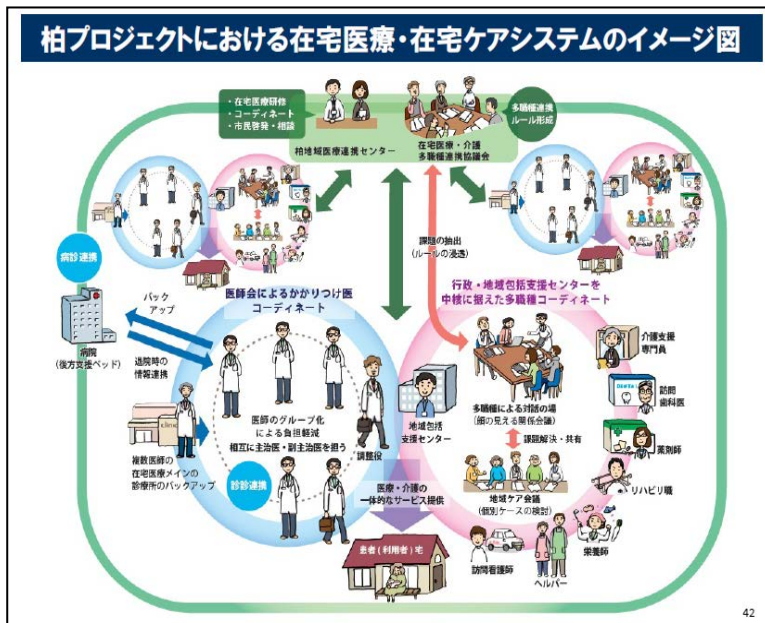 柏プロジェクトにおける在宅医療・在宅ケアシステムのイメージ図
・在宅医療研修
・コーディネート
・市民啓発・相談
柏地域医療連携センター
在宅医療・介護
多職種連携協議会
多職種連携
ルール形成
課題の抽出
(ルールの浸透)
病診連携
病院
(後方支援ベッド)
バック
アップ
退院時の
情報連携
医師会によるかかりつけ医
コーディネート
行政・地域包括支援センターを
中核に据えた多職種コーディネート
医師のグループ化
による負担軽減
相互に主治医・副主治医を担う
調整役
地域包括
支援センター
多職種による対話の場
(顔の見える関係会議)
課題解決・共有
地域ケア会議
(個別ケースの検討)
介護支援
専門員
DENTAL
訪問
歯科医
薬剤師
リハビリ職
栄養師
ヘルパー
訪問看護師
clinic
複数医師の
在宅医療メインの
診療所のバックアップ
診診連携
医療・介護の
一体的なサービス提供
患者(利用者)宅
42